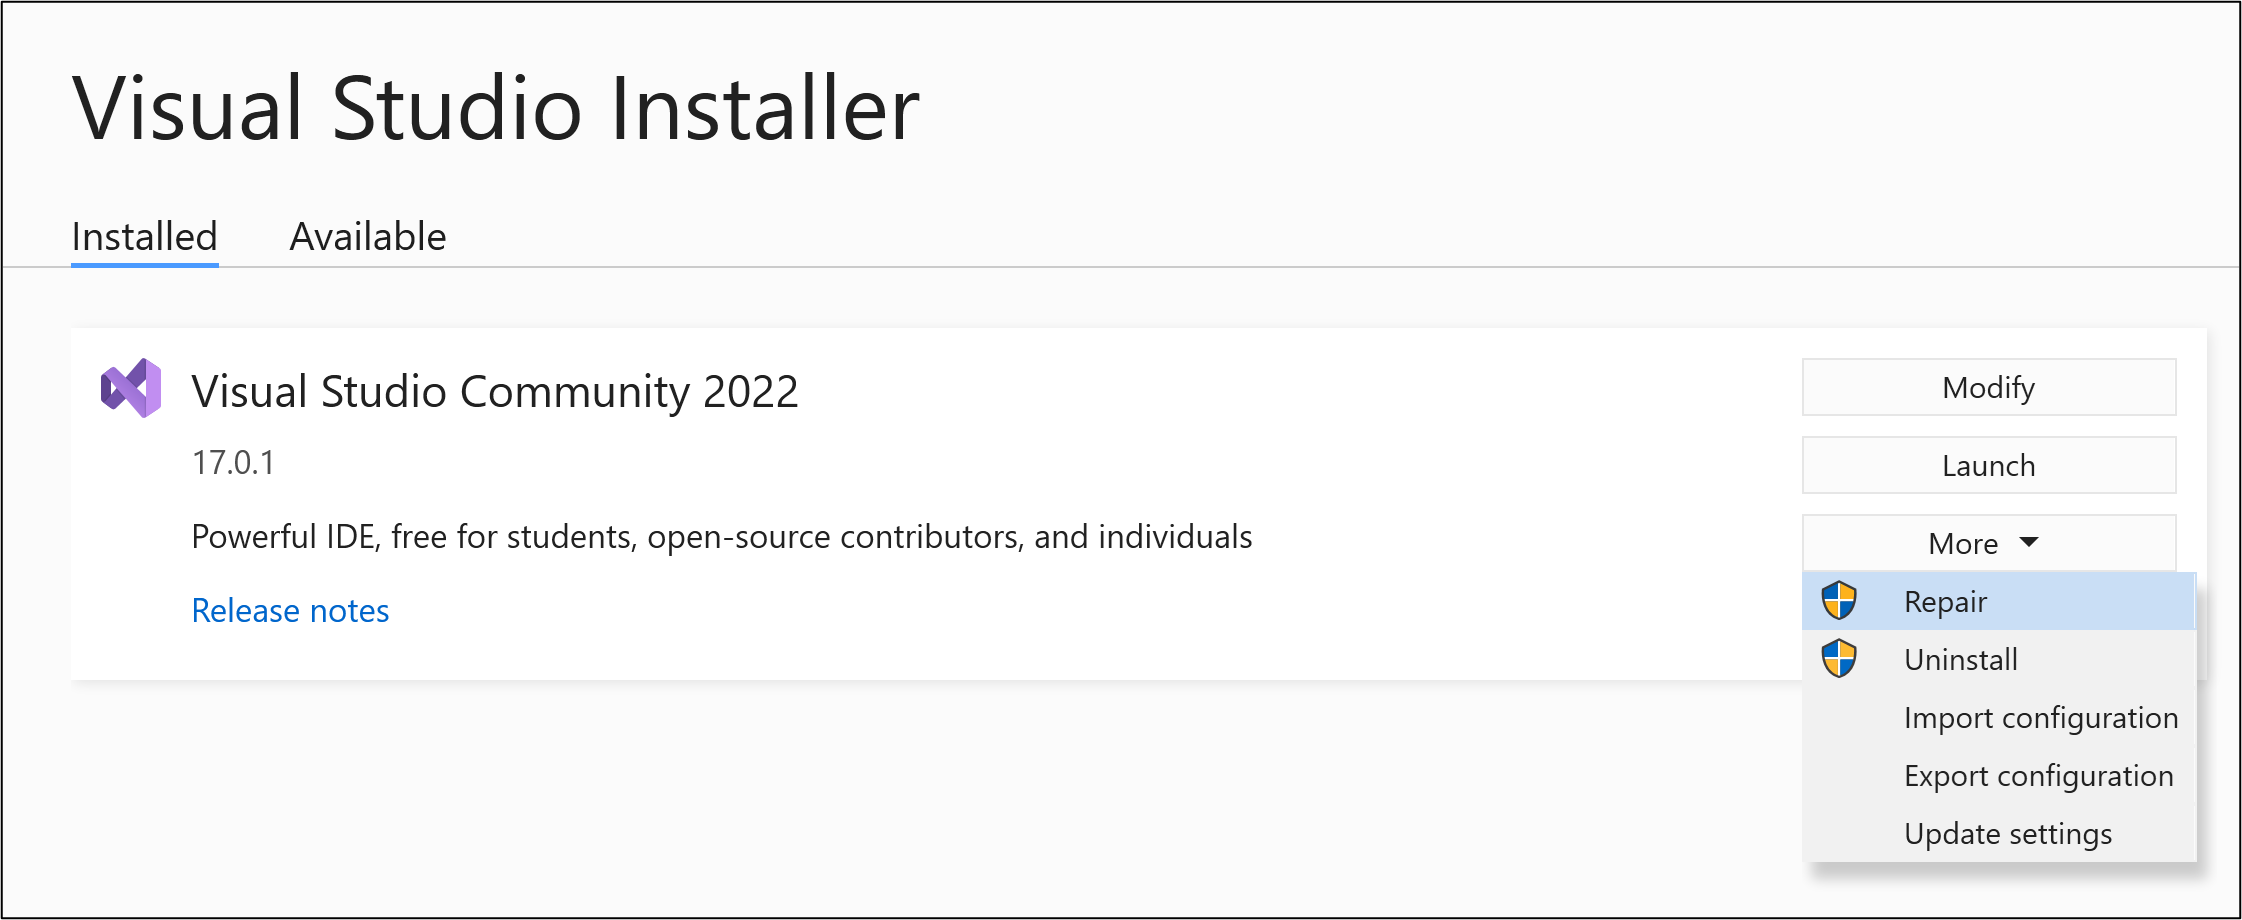 Visual Studio Installer
Installed Available
Visual Studio Community 2022
17.0.1
Powerful IDE, free for students, open-source contributors, and individuals
Release notes
Modify
Launch
More
Repair
Uninstall
Import configuration
Export configuration
Update settings